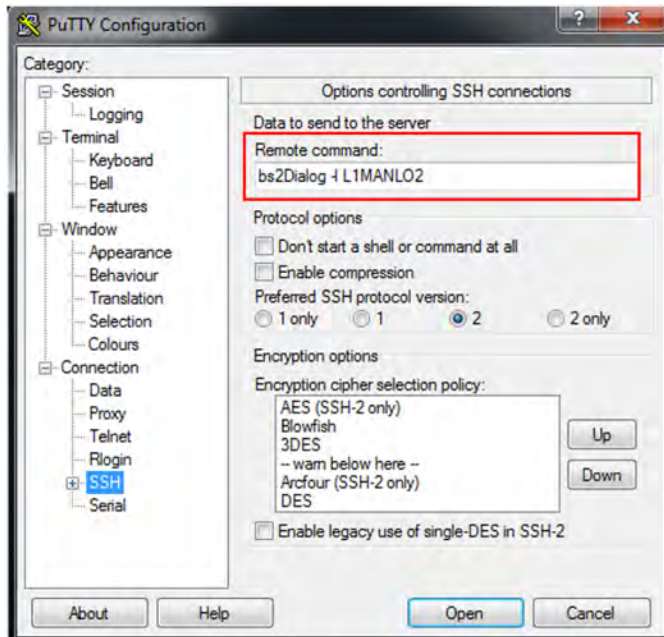 PuTTY Configuration
?
X
Category:
Session
Logging
Terminal
Keyboard
Bell
Features
Window
Appearance
Behaviour
Translation
Selection
Colours
Connection
Data
Proxy
Telnet
Rlogin
SSH
Serial
Options controlling SSH connections
Data to send to the server
Remote command:
bs2Dialog -l L1MANLO2
Protocol options
Don't start a shell or command at all
Enable compression
Preferred SSH protocol version:
1 only 1 2 2 only
Encryption options
Encryption cipher selection policy:
AES (SSH-2 only)
Blowfish
3DES
-- warn below here --
Arcfour (SSH-2 only)
DES
Up
Down
Enable legacy use of single-DES in SSH-2
About Help Open Cancel